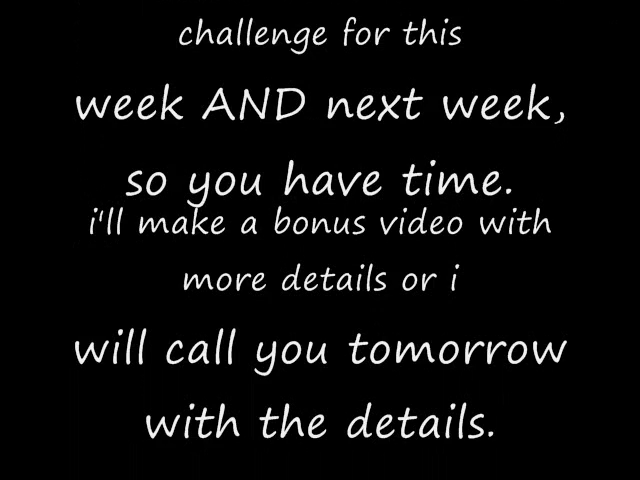 challenge for this
week AND next week,
so you have time.
i'll make a bonus video with
more details or i
will call you tomorrow
with the details.